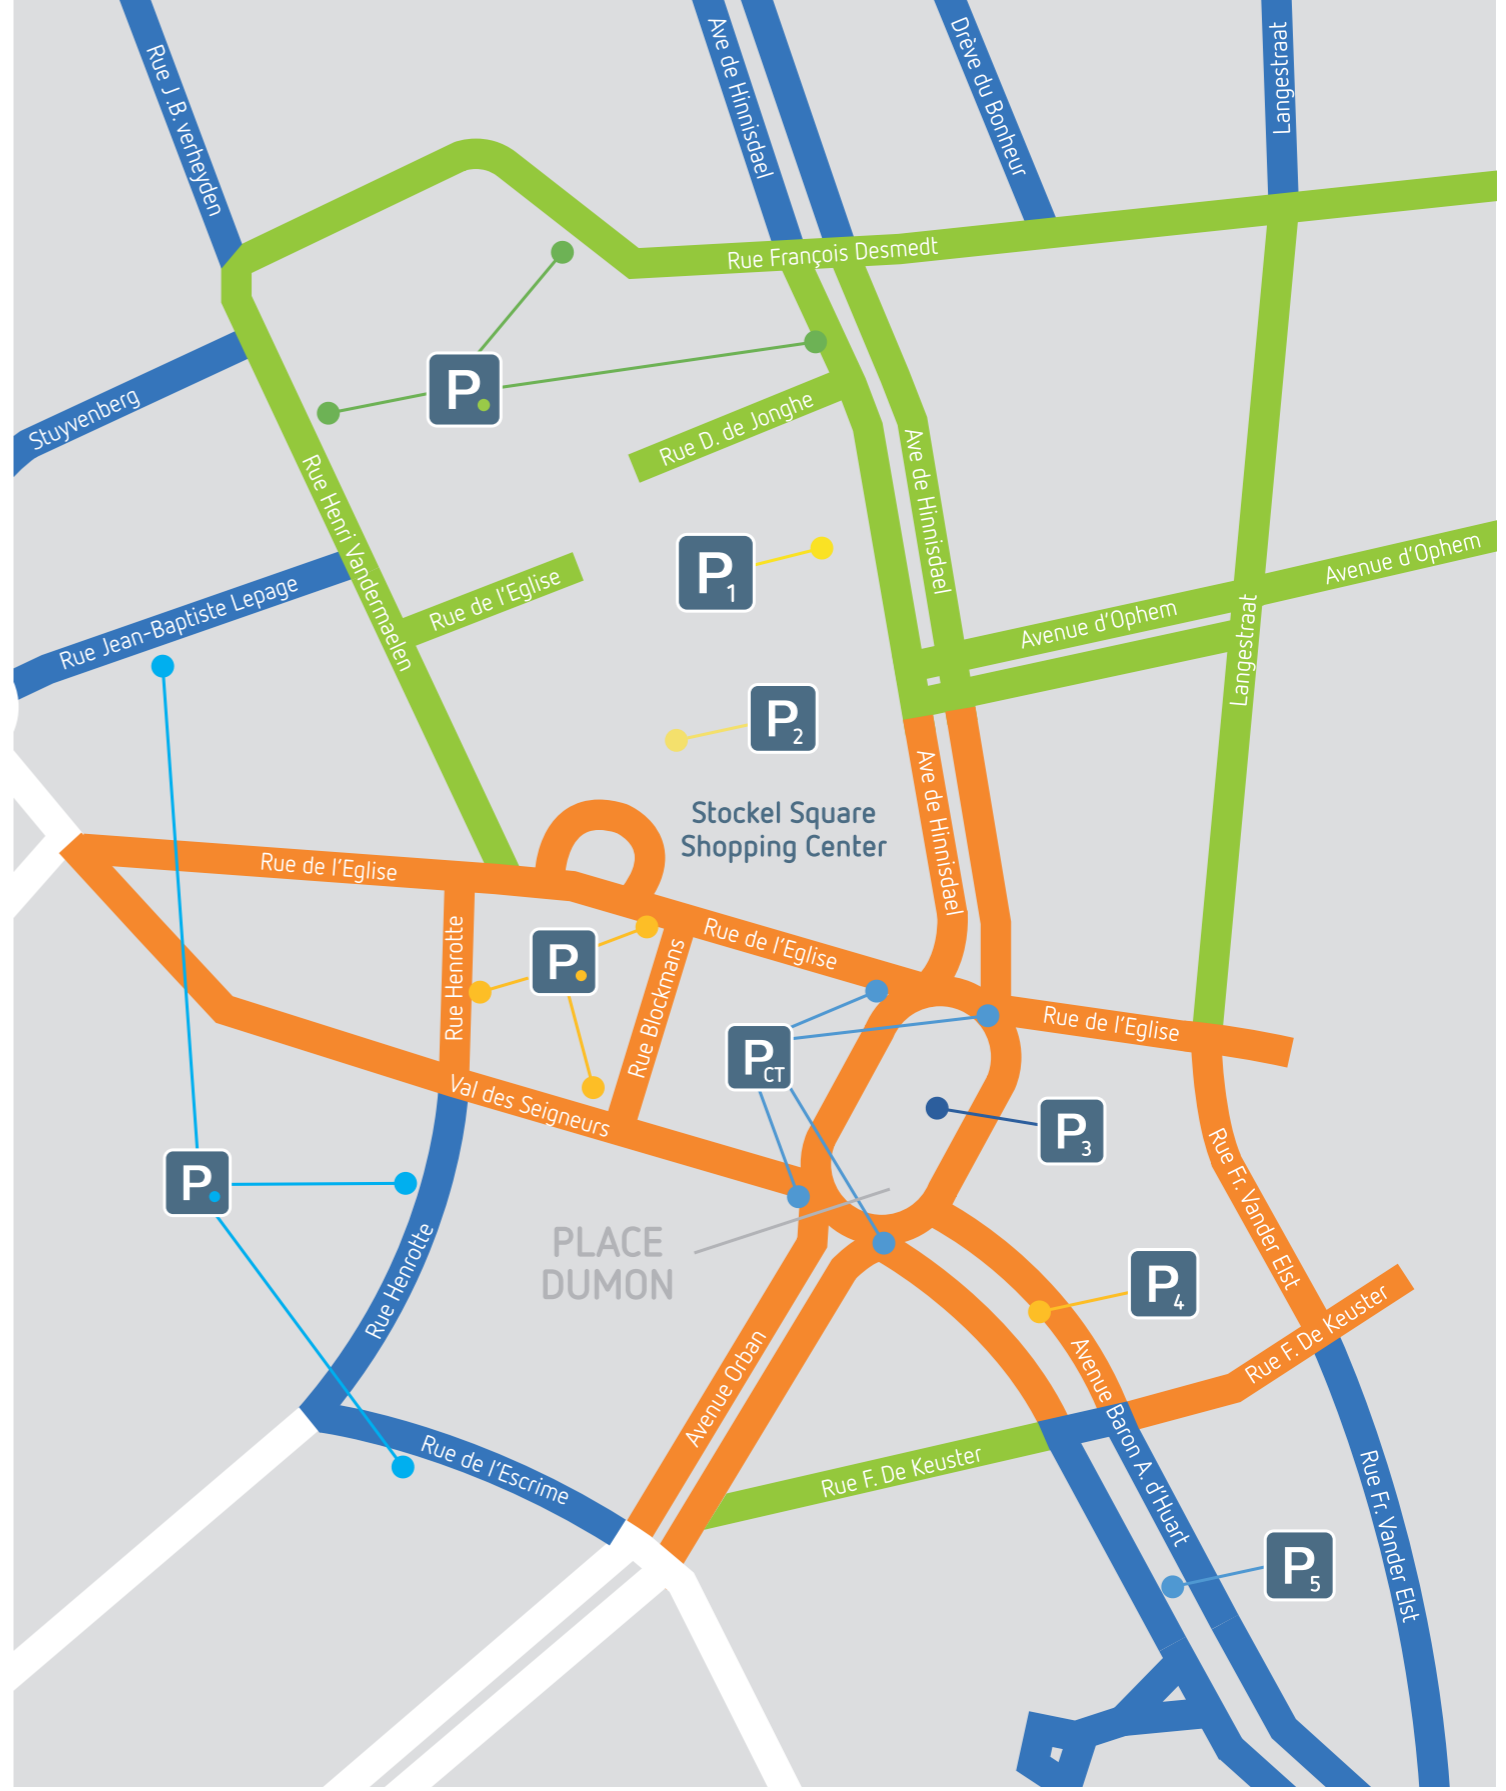 Rue J.B. verheyden
Ave de Hinnisdael
Drève du Bonheur
Langestraat
Rue François Desmedt
P
Stuyvenberg
Rue D. de Jonghe
Rue Henri Vandermaelen
Ave de Hinnisdael
P1
Avenue d'Ophem
Rue Jean-Baptiste Lepage
Rue de l'Eglise
Avenue d'Ophem
Langestraat
P2
Stockel Square
Shopping Center
Ave de Hinnisdael
Rue de l'Eglise
Rue Henrotte
P
Rue Blockmans
Rue de l'Eglise
Rue de l'Eglise
PCT
Val des Seigneurs
P3
P
Rue Fr. Vander Elst
PLACE
DUMON
P4
Rue Henrotte
Avenue Orban
Rue F. De Keuster
Avenue Baron A. d'Huart
Rue de l'Escrime
Rue F. De Keuster
Rue Fr. Vander Elst
P5